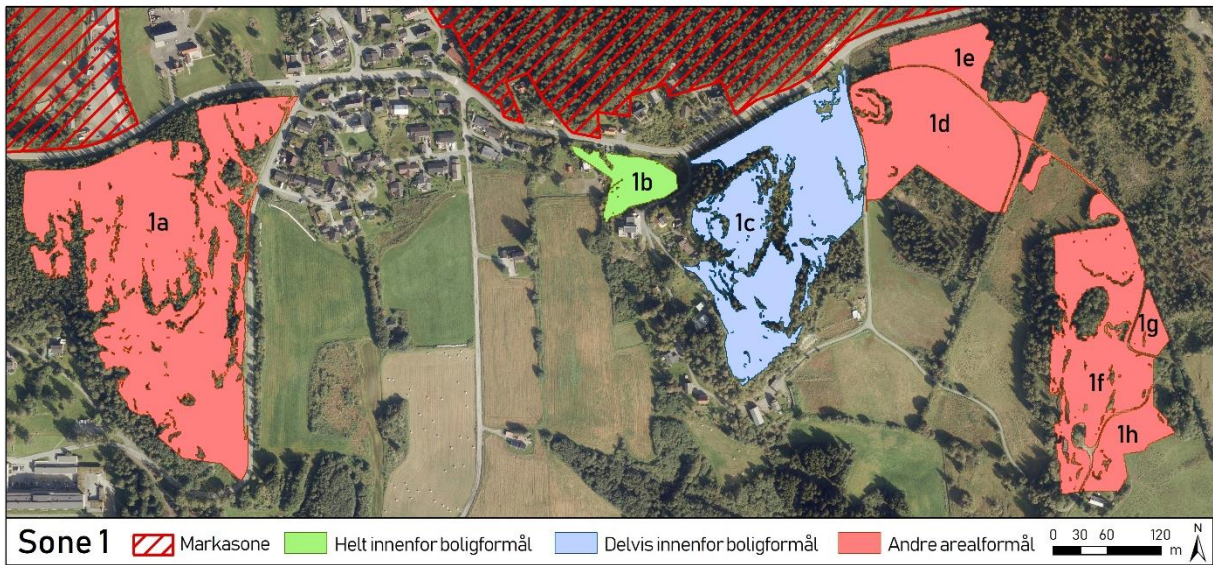 1e
1d
1b
1a
1c
1g
1f
1h
Sone 1
Markasone
Helt innenfor boligformål
Delvis innenfor boligformål
Andre arealformål
0 30 60 120
m
N